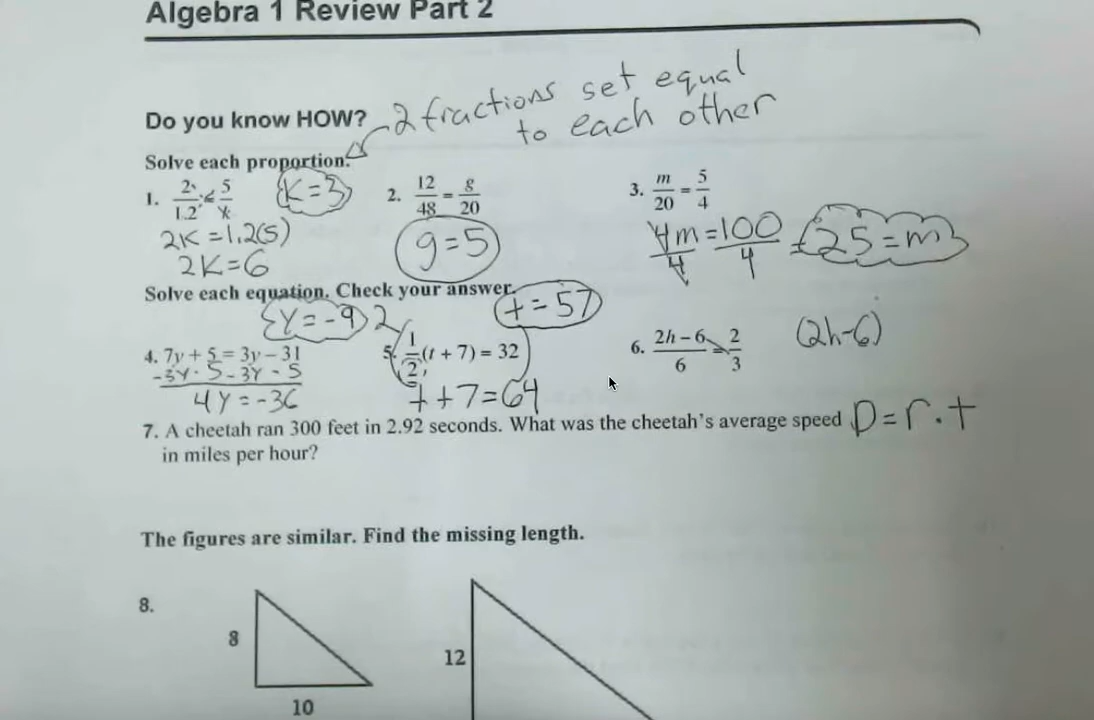 Algebra 1 Review Part 2
2 fractions set equal
to each other
Do you know HOW?
Solve each proportion.
1. 2/1.2 = 5/k
K=3
2. 12/48 = g/20
3. m/20 = 5/4
2K = 1.2(5)
2K=6
g=5
4m/4 = 100/4
25=m
Solve each equation. Check your answer.
t=57
Y=-9
2
4. 7y + 5 = 3y – 31
-3Y - 5 -3Y - 5
4Y = -36
5. 1/2(t + 7) = 32
t+7=64
6. 2h – 6/6 = 2/3
(2h-6)
7. A cheetah ran 300 feet in 2.92 seconds. What was the cheetah's average speed
in miles per hour?
D=r·t
The figures are similar. Find the missing length.
8.
8
10
12